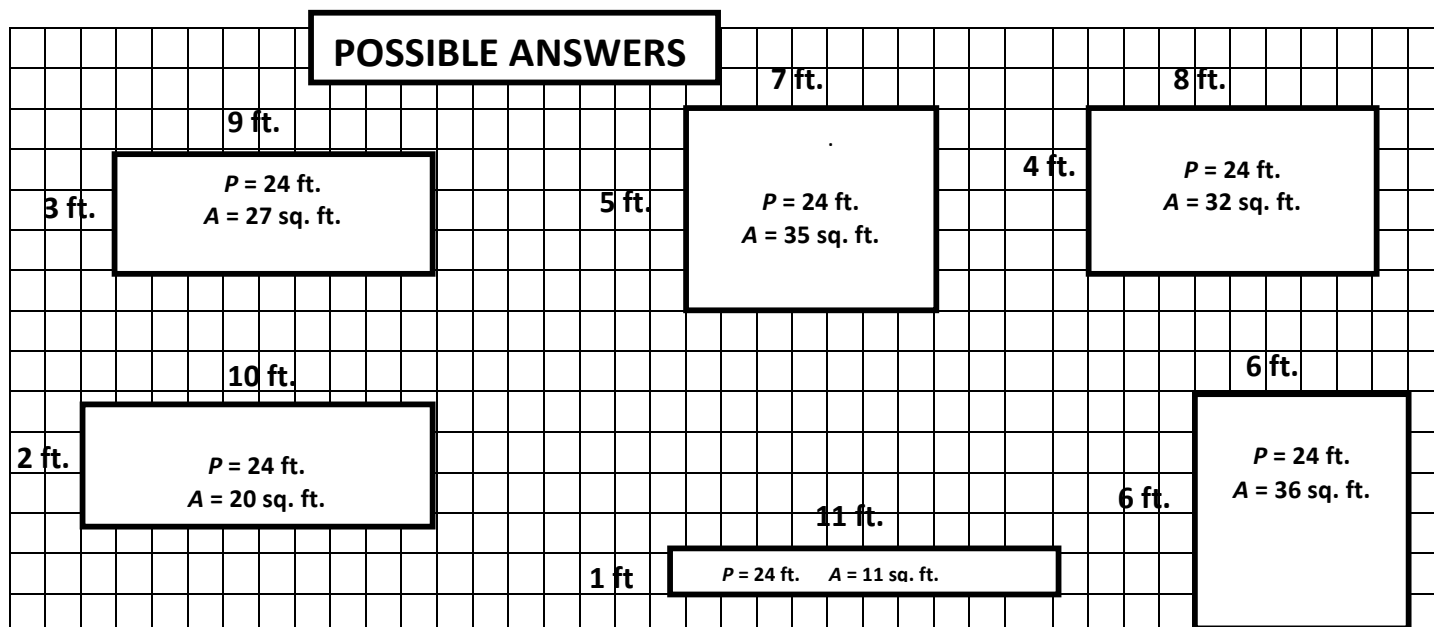 POSSIBLE ANSWERS
9 ft.
3 ft.
P = 24 ft.
A = 27 sq. ft.
7 ft.
5 ft.
P = 24 ft.
A = 35 sq. ft.
8 ft.
4 ft.
P = 24 ft.
A = 32 sq. ft.
10 ft.
2 ft.
P = 24 ft.
A = 20 sq. ft.
11 ft.
1 ft
P = 24 ft. A = 11 sq. ft.
6 ft.
6 ft.
P = 24 ft.
A = 36 sq. ft.